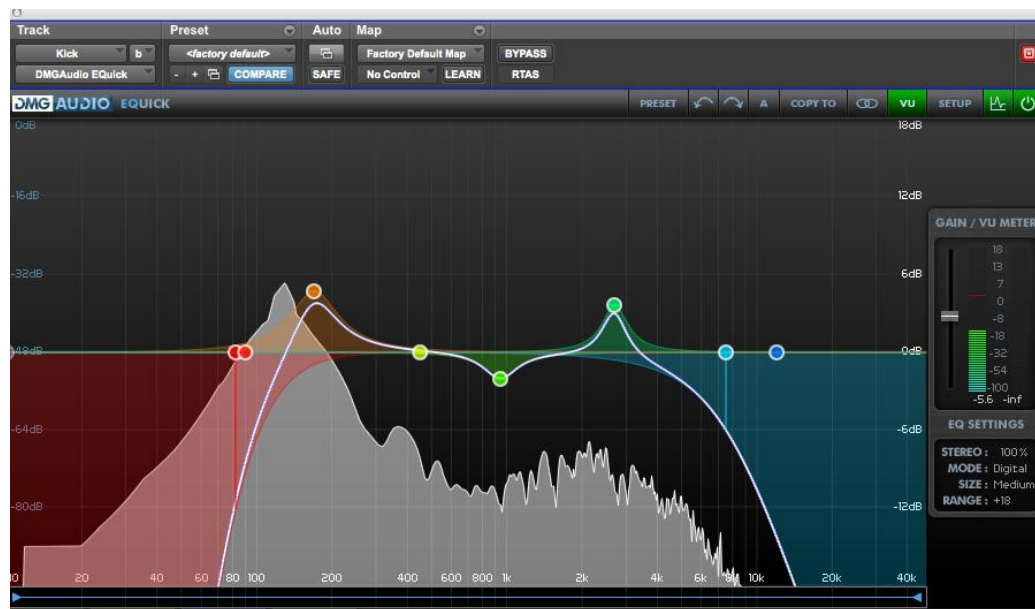 Track Preset Auto Map
Kick b <factory default> Factory Default Map BYPASS
DMGAudio EQuick - + COMPARE SAFE No Control LEARN RTAS
DMG AUDIO EQUICK PRESET A COPY TO VU SETUP
0dB 18dB
-16dB 12dB
GAIN / VU METER
18
13
-32dB 6dB 7
0
-8
-48dB 0dB -18
-32
-54
-100
-5.6 -inf
-64dB -6dB EQ SETTINGS
STEREO : 100%
MODE : Digital
SIZE : Medium
-80dB -12dB RANGE : +18
20 40 60 80 100 200 400 600 800 1k 2k 4k 6k 8k 10k 20k 40k